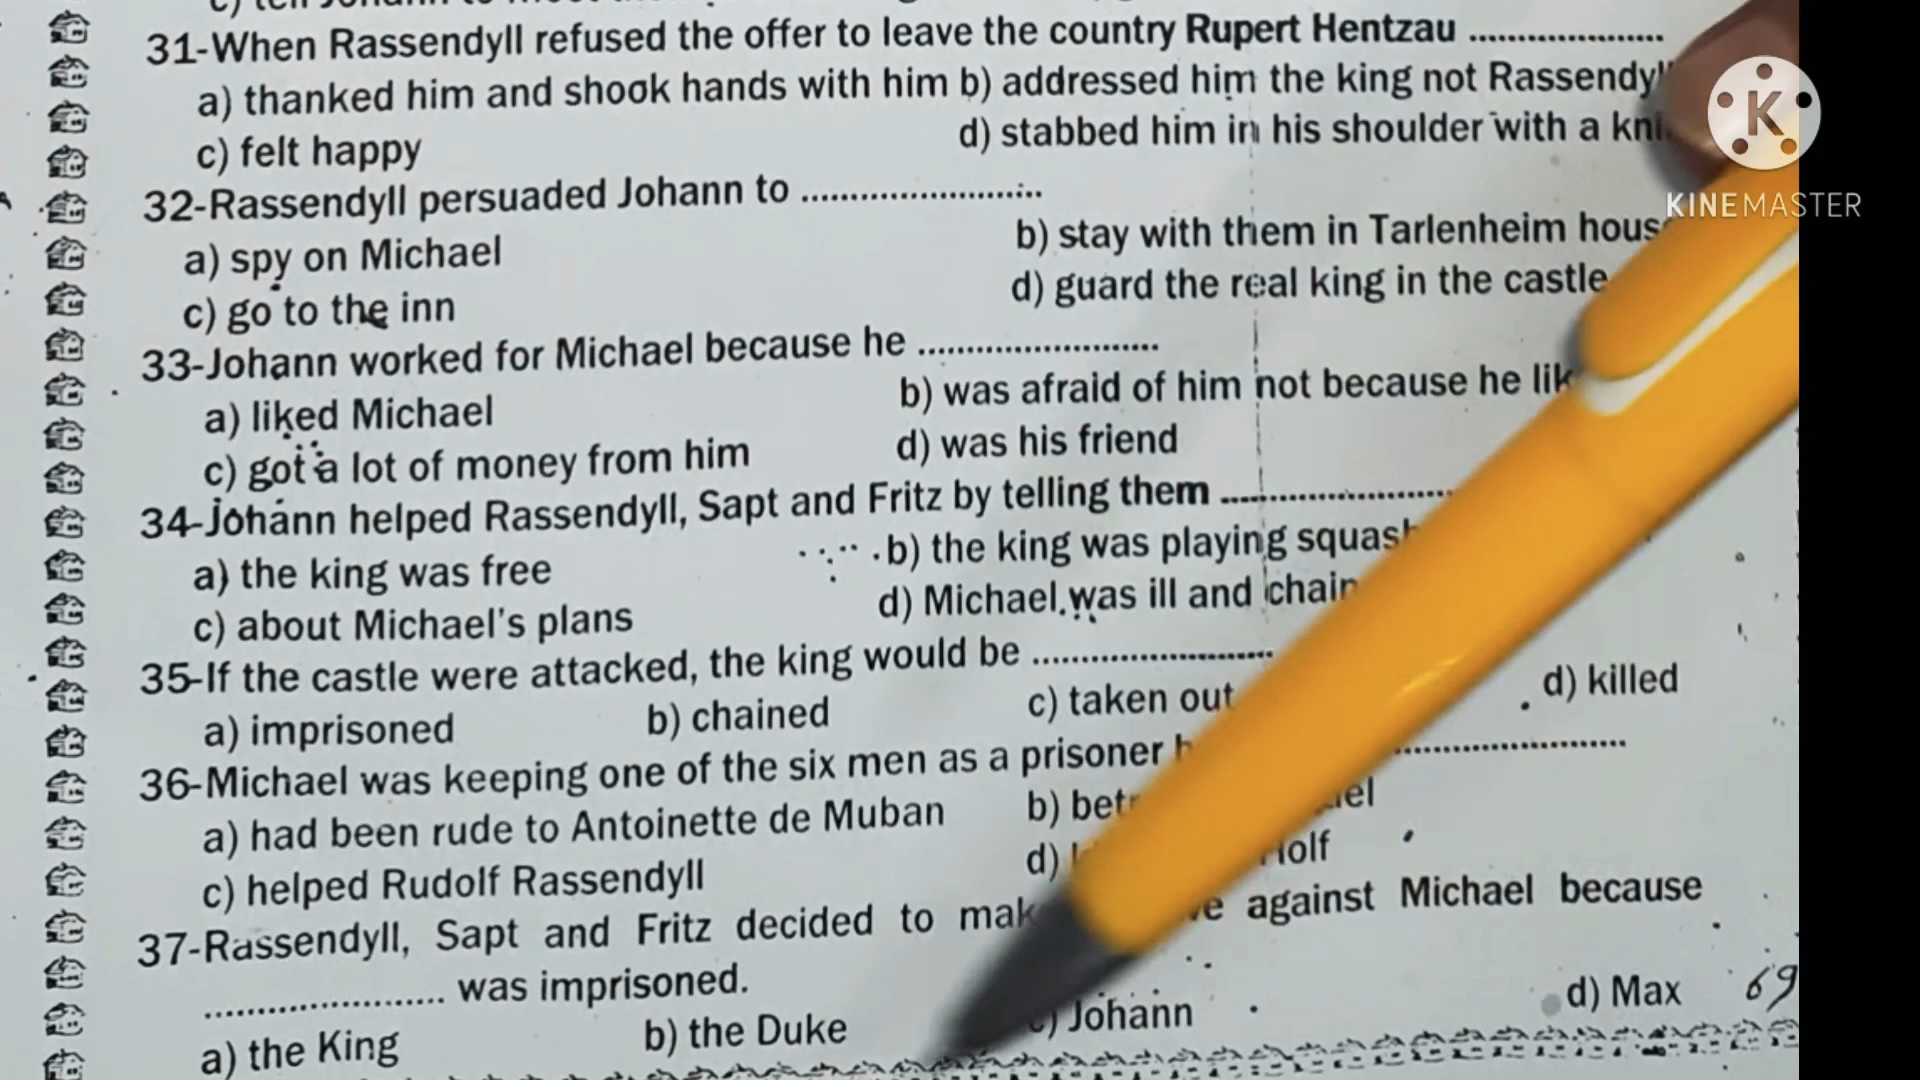 31-When Rassendyll refused the offer to leave the country Rupert Hentzau ....................
a) thanked him and shook hands with him b) addressed him the king not
c) felt happy d) stabbed him in his shoulder with a
32-Rassendyll persuaded Johann to .........................
a) spy on Michael b) stay with them in Tarlenheim
c) go to the inn d) guard the real king in the castle
33-Johann worked for Michael because he .........................
a) liked Michael b) was afraid of him not because he
c) got a lot of money from him d) was his friend
34-Johann helped Rassendyll, Sapt and Fritz by telling them .........................
a) the king was free b) the king was playing
c) about Michael's plans d) Michael was ill and
35-If the castle were attacked, the king would be .........................
a) imprisoned b) chained c) taken out d) killed
36-Michael was keeping one of the six men as a prisoner .........................
a) had been rude to Antoinette de Muban b)
c) helped Rudolf Rassendyll d)
37-Rassendyll, Sapt and Fritz decided to against Michael because
......................... was imprisoned.
a) the King b) the Duke c) Johann d) Max
69
K
KINEMASTER